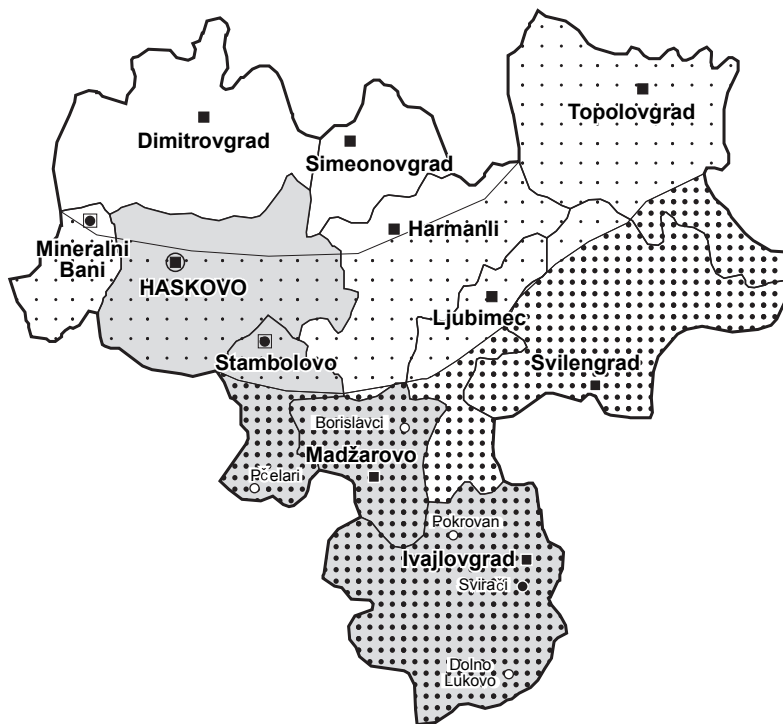 Topolovgrad
Dimitrovgrad
Simeonovgrad
Harmanli
Mineralni
Bani
HASKOVO
Ljubimec
Stambolovo
Svilengrad
Borislavci
Madžarovo
Pčelari
Pokrovan
Ivajlovgrad
Svirači
Dolno
Lukovo